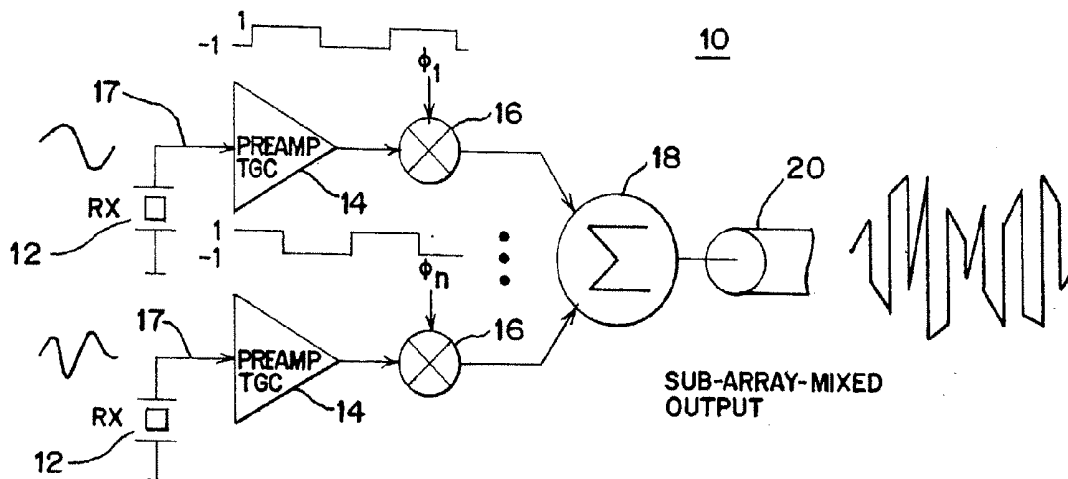 1
-1
10
ϕ1
17
16
PREAMP
TGC
18
20
RX
14
12
1
-1
ϕn
Σ
17
16
PREAMP
TGC
14
SUB-ARRAY-MIXED
OUTPUT
RX
12